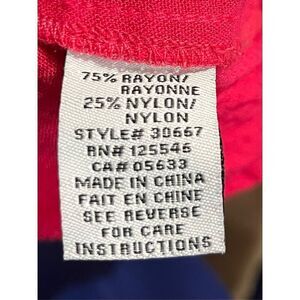 75% RAYON/
RAYONNE
25% NYLON/
NYLON
STYLE# 30667
RN# 125546
CA# 05633
MADE IN CHINA
FAIT EN CHINE
SEE REVERSE
FOR CARE
INSTRUCTIONS